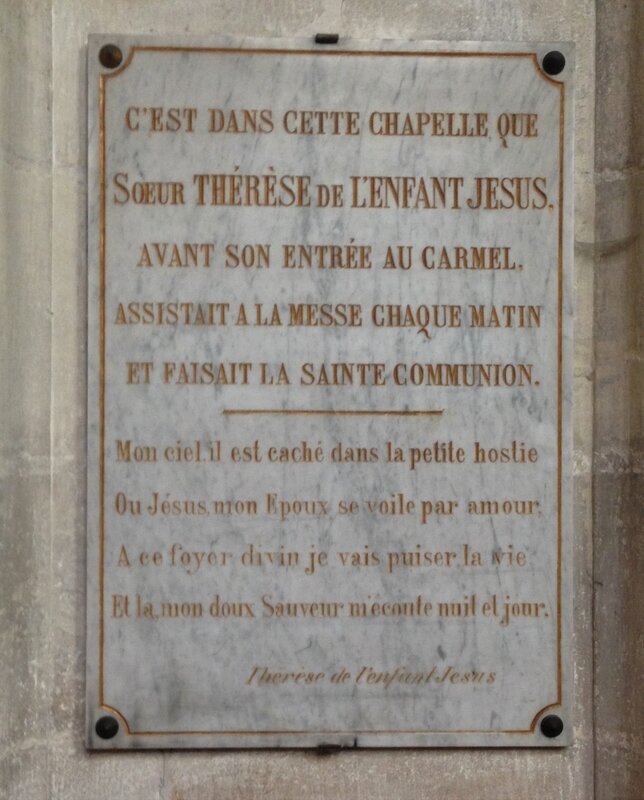 C'EST DANS CETTE CHAPELLE QUE
SOEUR THÉRÈSE DE L'ENFANT JESUS,
AVANT SON ENTRÉE AU CARMEL,
ASSISTAIT A LA MESSE CHAQUE MATIN
ET FAISAIT LA SAINTE COMMUNION.
Mon ciel, il est caché dans la petite hostie
Ou Jésus, mon Epoux se voile par amour,
A ce foyer divin je vais puiser la vie
Et la, mon doux Sauveur m'écoute nuit et jour.
Therèse de l'enfant Jesus